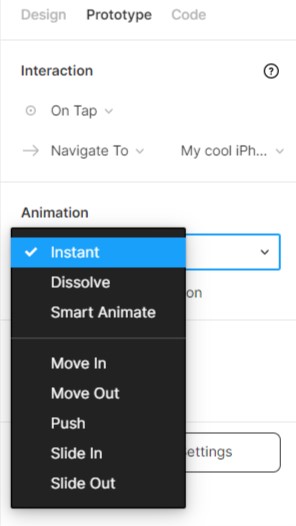 Design Prototype Code
Interaction
On Tap
Navigate To My cool iPh...
Animation
Instant
Dissolve
on
Smart Animate
Move In
Move Out
Push
Slide In
ettings
Slide Out